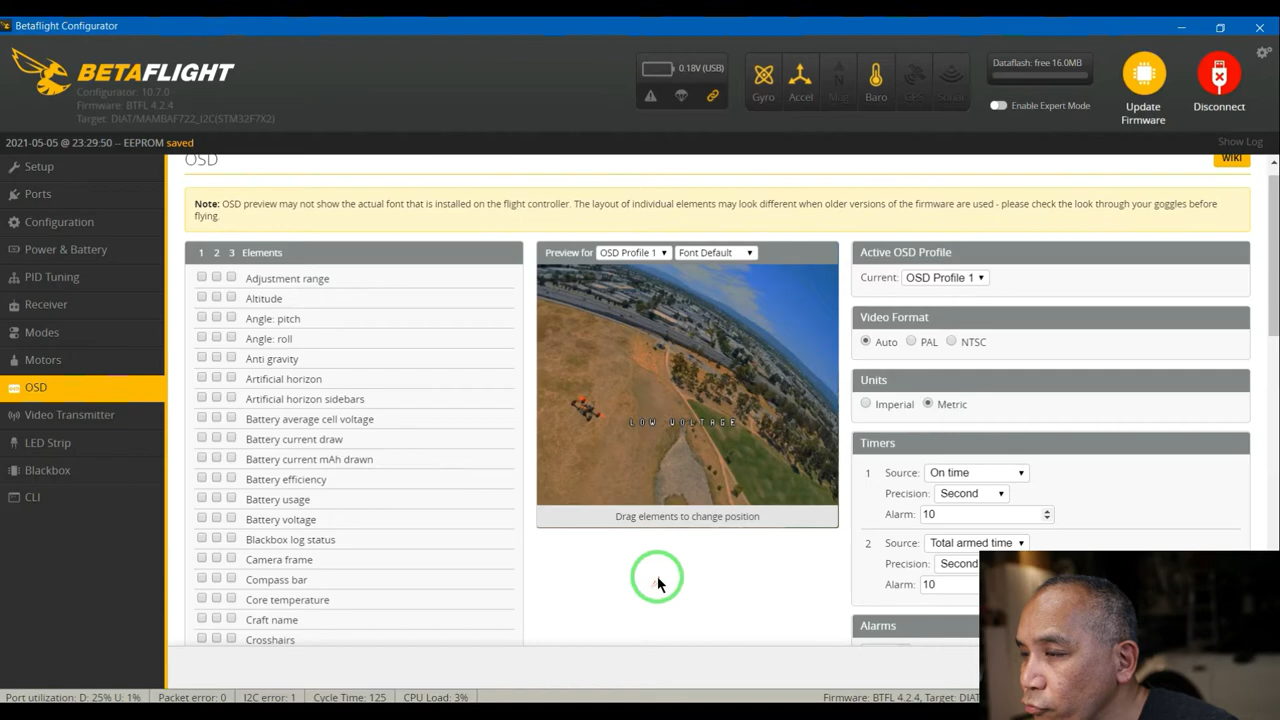 Betaflight Configurator
BETAFLIGHT
Configurator: 10.7.0
Firmware: BTFL 4.2.4
Target: DIAT/MAMBAF722_I2C(STM32F7X2)
0.18V (USB)
Gyro
Accel
Mag
Baro
GPS
Sonar
Dataflash: free 16.0MB
Enable Expert Mode
Update
Firmware
Disconnect
2021-05-05 @ 23:29:50 -- EEPROM saved
Show Log
Setup
Ports
Configuration
Power & Battery
PID Tuning
Receiver
Modes
Motors
OSD
Video Transmitter
LED Strip
Blackbox
CLI
OSD
WIKI
Note: OSD preview may not show the actual font that is installed on the flight controller. The layout of individual elements may look different when older versions of the firmware are used - please check the look through your goggles before
flying.
1 2 3 Elements
Adjustment range
Altitude
Angle: pitch
Angle: roll
Anti gravity
Artificial horizon
Artificial horizon sidebars
Battery average cell voltage
Battery current draw
Battery current mAh drawn
Battery efficiency
Battery usage
Battery voltage
Blackbox log status
Camera frame
Compass bar
Core temperature
Craft name
Crosshairs
Preview for OSD Profile 1 Font Default
LOW VOLTAGE
Drag elements to change position
Active OSD Profile
Current: OSD Profile 1
Video Format
Auto PAL NTSC
Units
Imperial Metric
Timers
1 Source: On time
Precision: Second
Alarm: 10
2 Source: Total armed time
Precision: Second
Alarm: 10
Alarms
Port utilization: D: 25% U: 1%
Packet error: 0
I2C error: 1
Cycle Time: 125
CPU Load: 3%
Firmware: BTFL 4.2.4, Target: DIAT